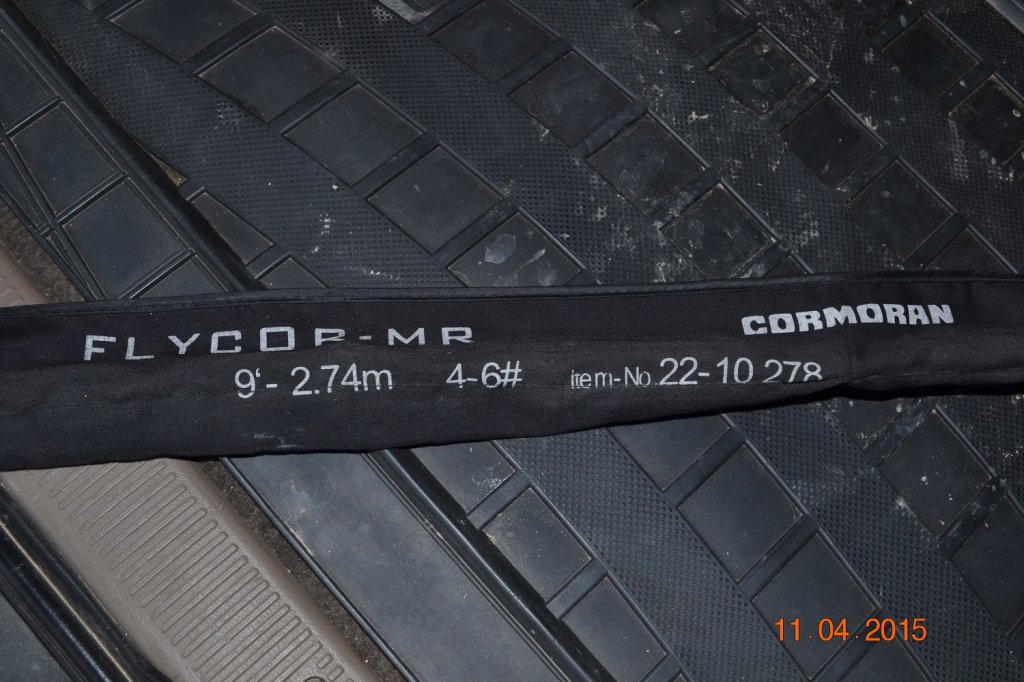 FLYCOR-MR CORMORAN
9‘- 2.74m 4-6# Item-No. 22-10 278
11.04.2015